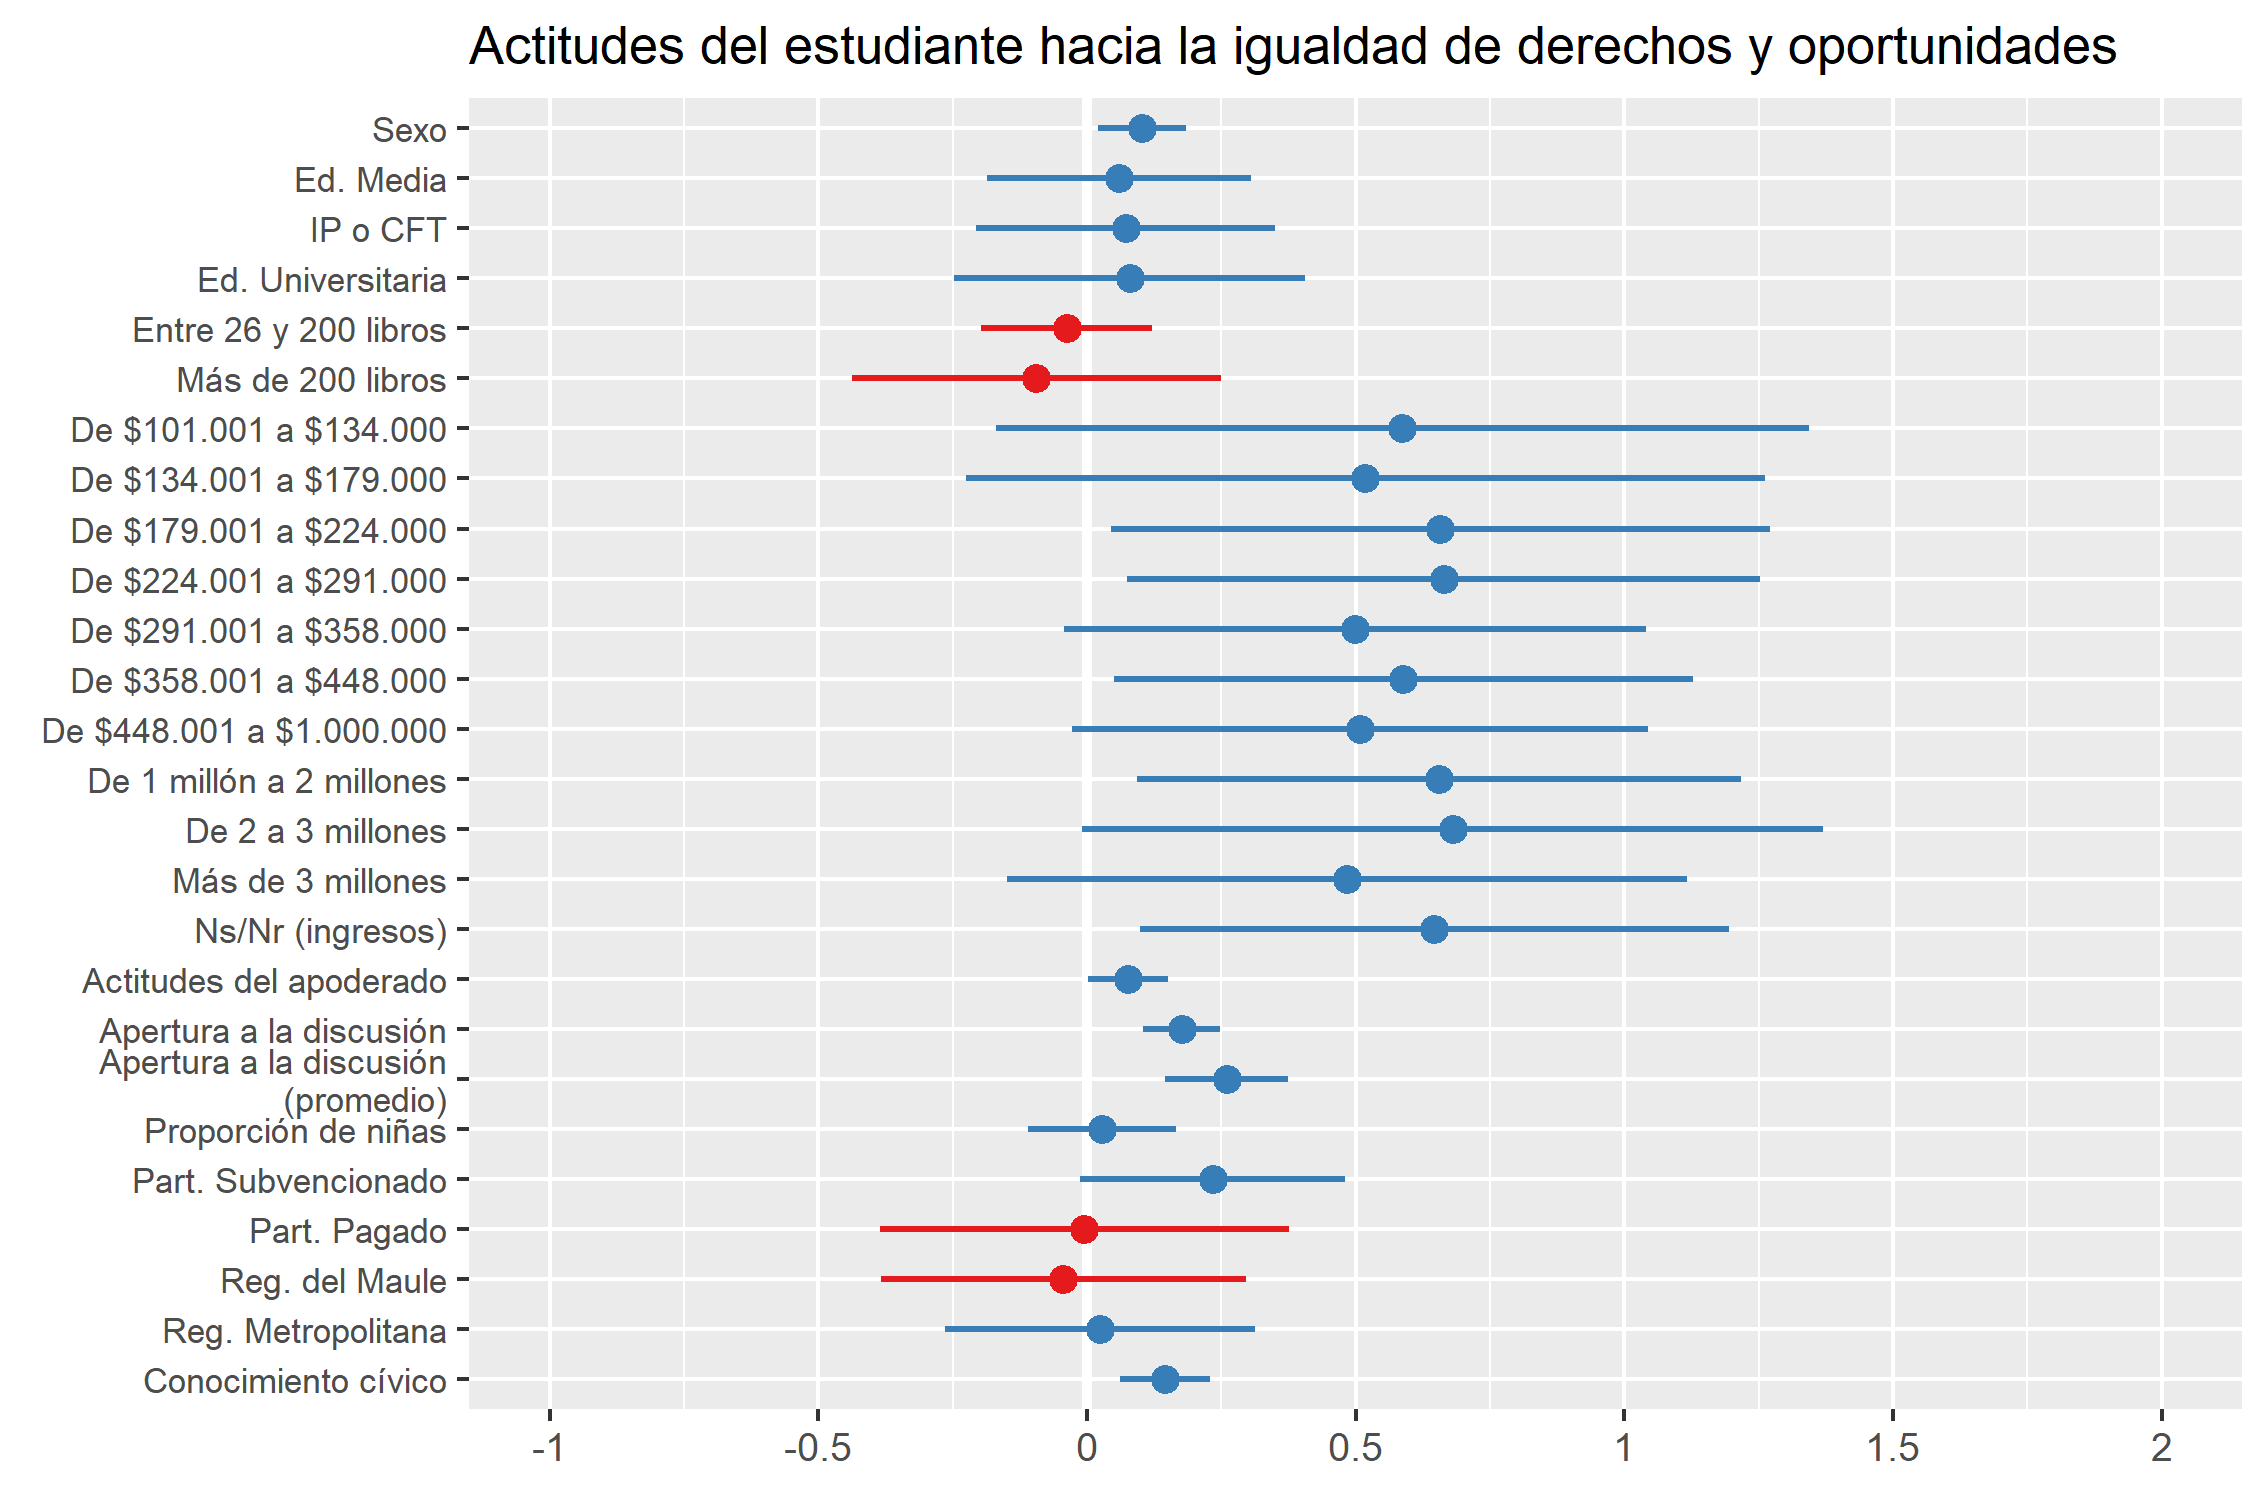 Actitudes del estudiante hacia la igualdad de derechos y oportunidades
Sexo
Ed. Media
IP o CFT
Ed. Universitaria
Entre 26 y 200 libros
Más de 200 libros
De $101.001 a $134.000
De $134.001 a $179.000
De $179.001 a $224.000
De $224.001 a $291.000
De $291.001 a $358.000
De $358.001 a $448.000
De $448.001 a $1.000.000
De 1 millón a 2 millones
De 2 a 3 millones
Más de 3 millones
Ns/Nr (ingresos)
Actitudes del apoderado
Apertura a la discusión
Apertura a la discusión
(promedio)
Proporción de niñas
Part. Subvencionado
Part. Pagado
Reg. del Maule
Reg. Metropolitana
Conocimiento cívico
-1 -0.5 0 0.5 1 1.5 2